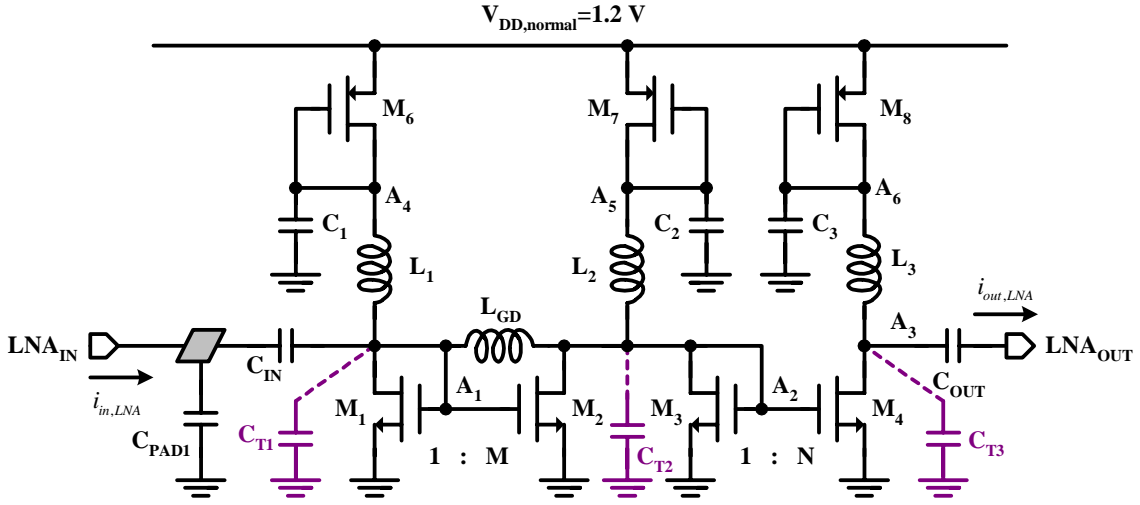 V_DD,normal=1.2 V
M_6
M_7
M_8
A_4
A_5
A_6
C_1
C_2
C_3
L_1
L_2
L_3
i_out,LNA
L_GD
A_3
LNA_IN
LNA_OUT
C_IN
C_OUT
i_in,LNA
A_1
A_2
M_1
M_2
M_3
M_4
C_PAD1
C_T1
C_T2
C_T3
1 : M
1 : N